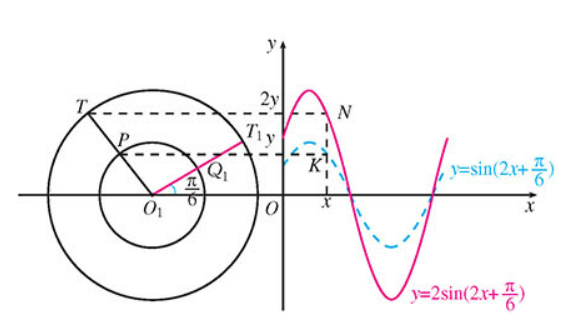 y
T
2y
N
P
T₁
y
Q₁
K
π/6
y=sin(2x+π/6)
O₁
O
x
x
y=2sin(2x+π/6)